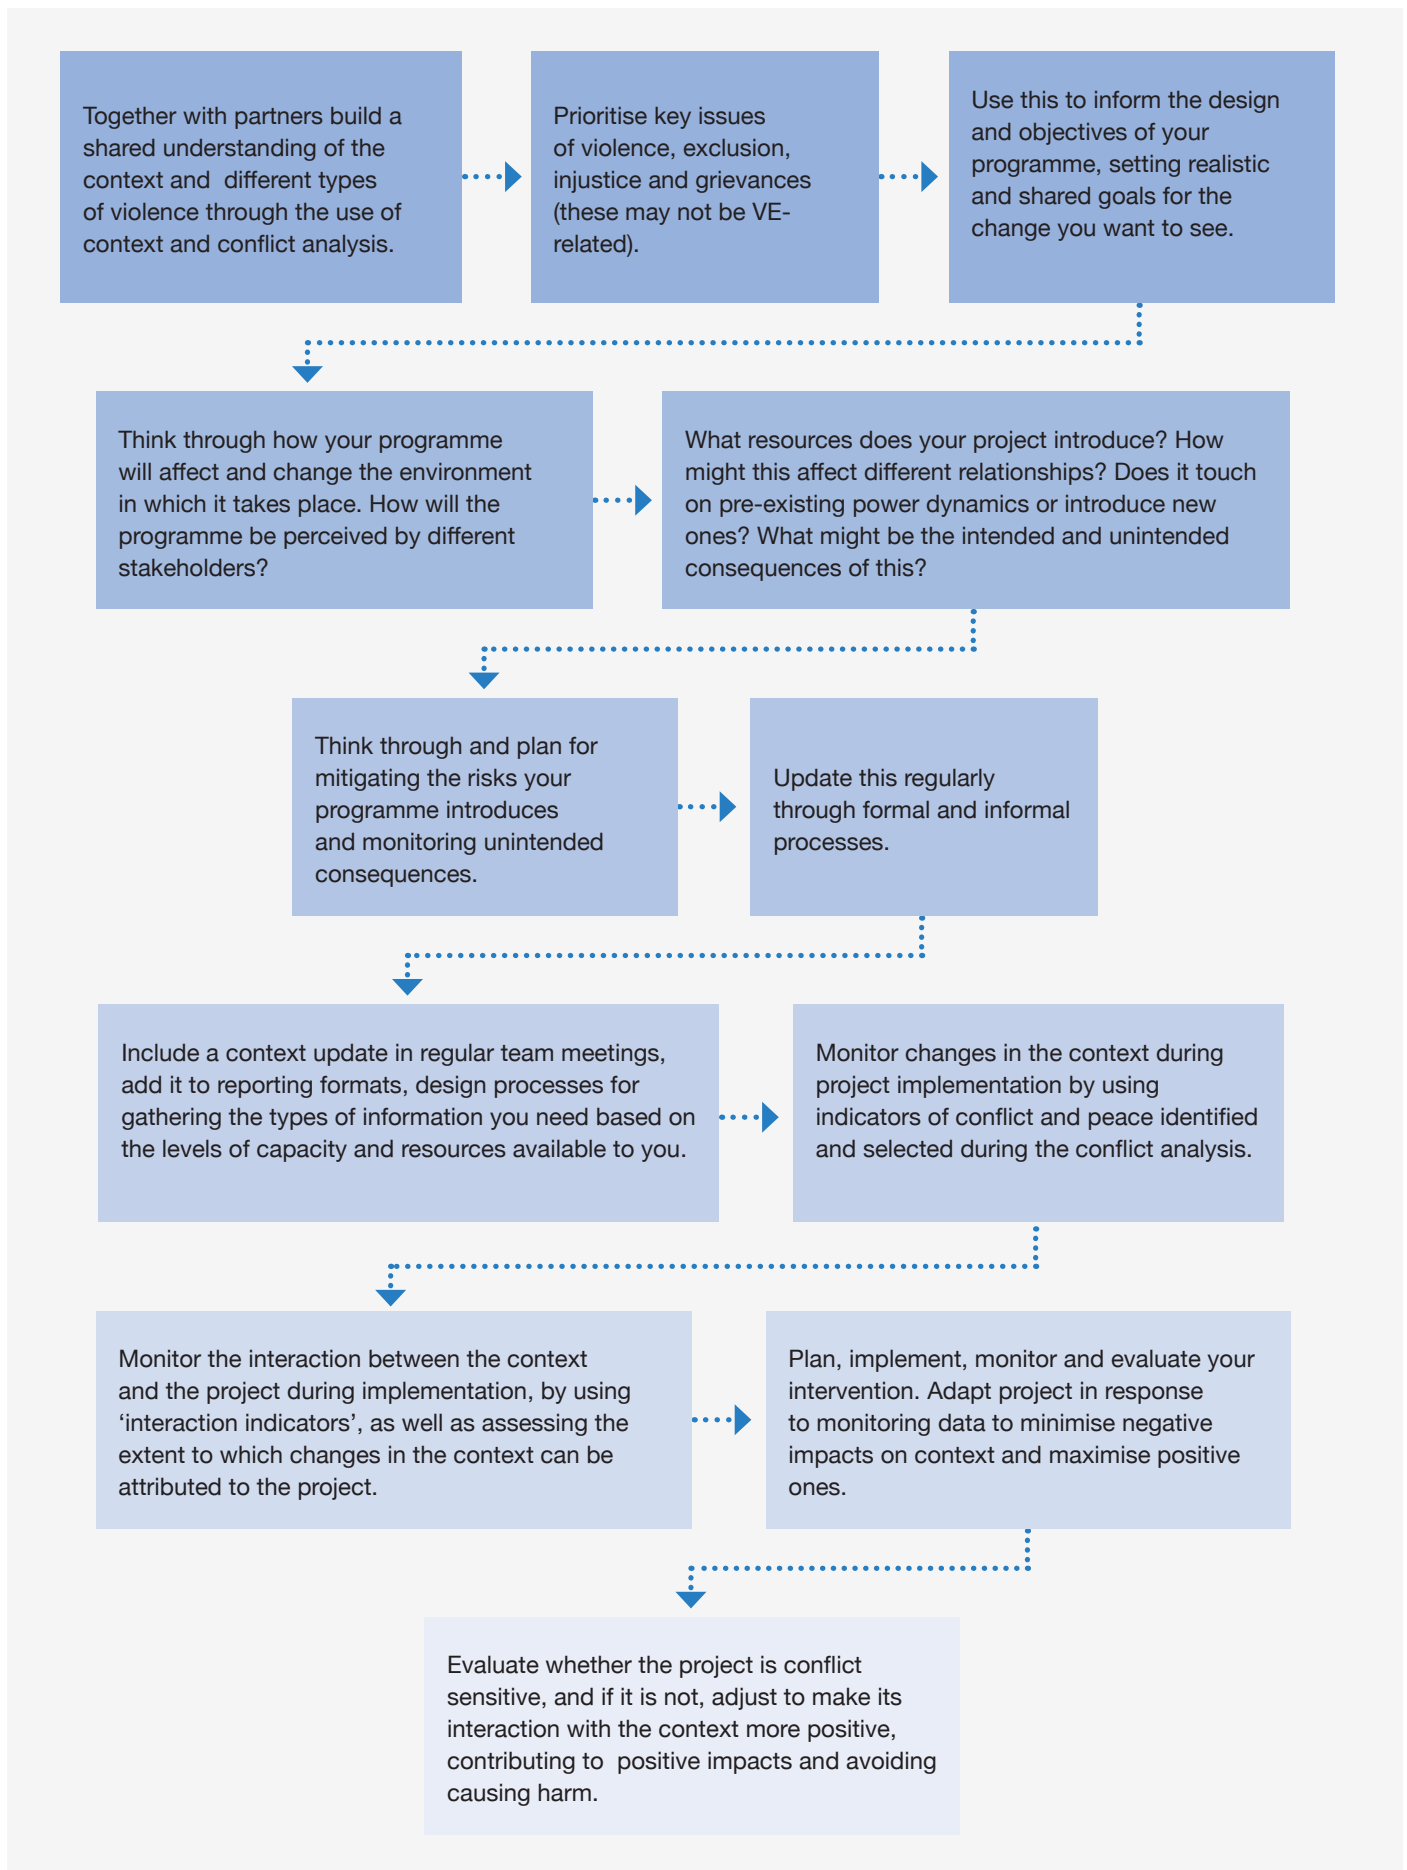 Together with partners build a
shared understanding of the
context and  different types
of violence through the use of
context and conflict analysis.
Prioritise key issues
of violence, exclusion,
injustice and grievances
(these may not be VE-
related).
Use this to inform the design
and objectives of your
programme, setting realistic
and shared goals for the
change you want to see.
Think through how your programme
will affect and change the environment
in which it takes place. How will the
programme be perceived by different
stakeholders?
What resources does your project introduce? How
might this affect different relationships? Does it touch
on pre-existing power dynamics or introduce new
ones? What might be the intended and unintended
consequences of this?
Think through and plan for
mitigating the risks your
programme introduces
and monitoring unintended
consequences.
Update this regularly
through formal and informal
processes.
Include a context update in regular team meetings,
add it to reporting formats, design processes for
gathering the types of information you need based on
the levels of capacity and resources available to you.
Monitor changes in the context during
project implementation by using
indicators of conflict and peace identified
and selected during the conflict analysis.
Monitor the interaction between the context
and the project during implementation, by using
‘interaction indicators’, as well as assessing the
extent to which changes in the context can be
attributed to the project.
Plan, implement, monitor and evaluate your
intervention. Adapt project in response
to monitoring data to minimise negative
impacts on context and maximise positive
ones.
Evaluate whether the project is conflict
sensitive, and if it is not, adjust to make its
interaction with the context more positive,
contributing to  positive impacts and avoiding
causing harm.